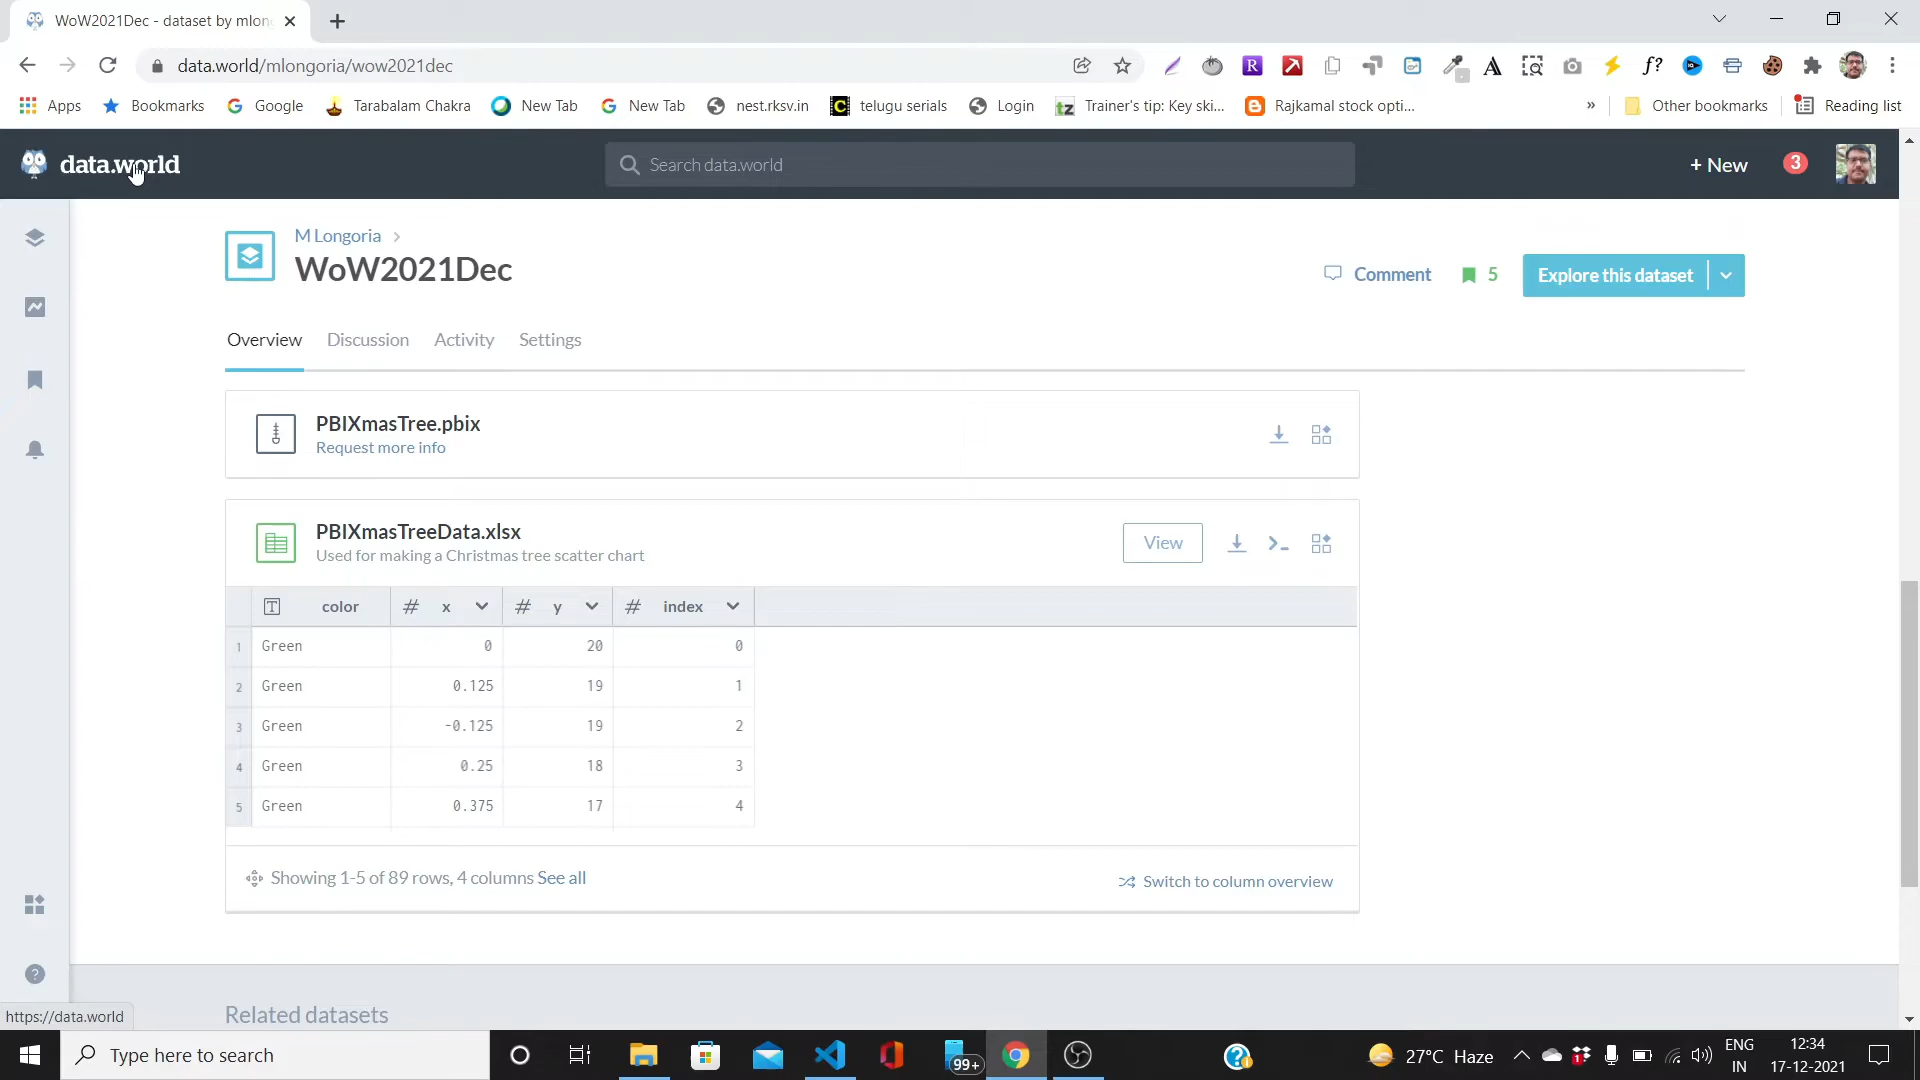 WoW2021Dec - dataset by mlon
data.world/mlongoria/wow2021dec
Apps Bookmarks Google Tarabalam Chakra New Tab New Tab nest.rksv.in telugu serials Login Trainer's tip: Key ski... Rajkamal stock opti... » Other bookmarks Reading list
data.world Search data.world + New 3
M Longoria >
WoW2021Dec
Comment 5 Explore this dataset
Overview Discussion Activity Settings
PBIXmasTree.pbix
Request more info
PBIXmasTreeData.xlsx
Used for making a Christmas tree scatter chart
View
color # x # y # index
1 Green 0 20 0
2 Green 0.125 19 1
3 Green -0.125 19 2
4 Green 0.25 18 3
5 Green 0.375 17 4
Showing 1-5 of 89 rows, 4 columns See all
Switch to column overview
https://data.world
Related datasets
Type here to search
99+
27°C Haze
ENG
IN
12:34
17-12-2021